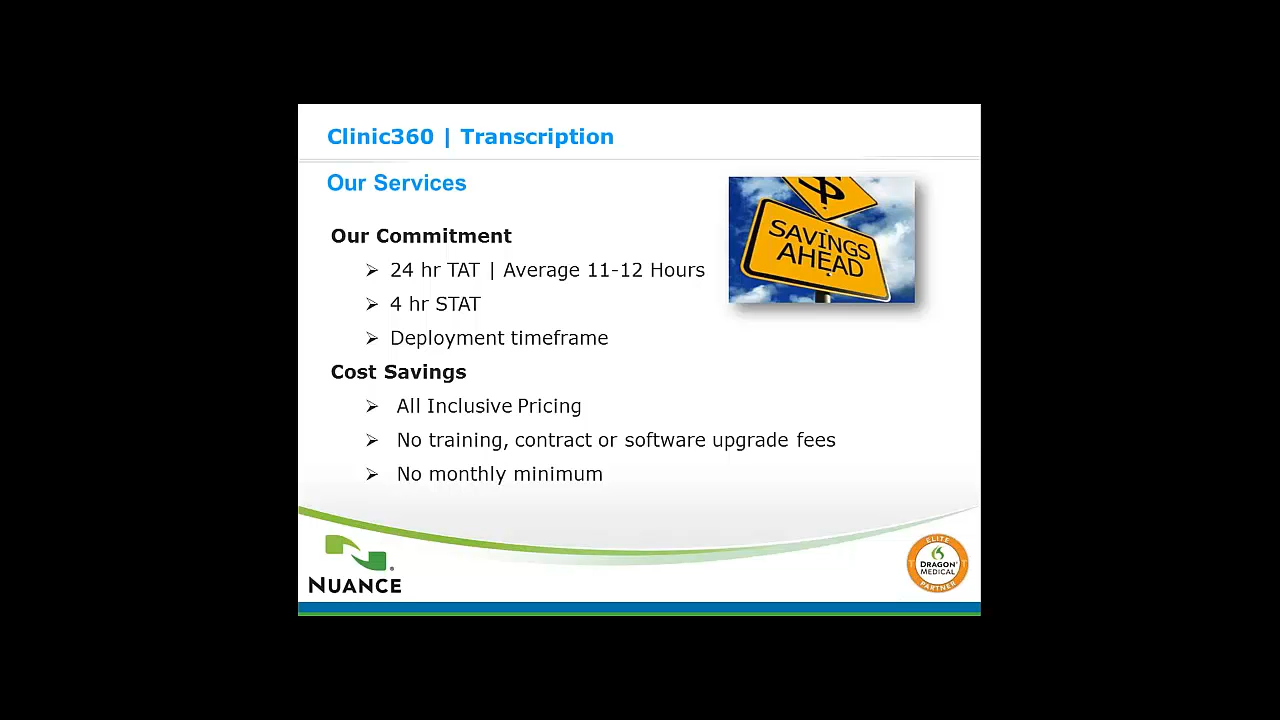 Clinic360 | Transcription
Our Services
$
SAVINGS
AHEAD
Our Commitment
24 hr TAT | Average 11-12 Hours
4 hr STAT
Deployment timeframe
Cost Savings
All Inclusive Pricing
No training, contract or software upgrade fees
No monthly minimum
NUANCE
ELITE
DRAGON
MEDICAL
PARTNER